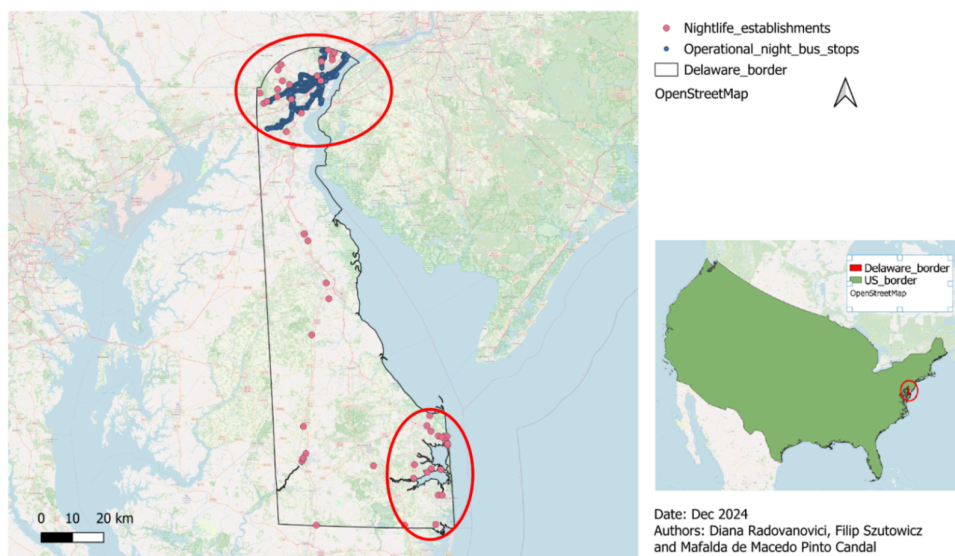 Nightlife_establishments
Operational_night_bus_stops
Delaware_border
OpenStreetMap
Delaware_border
US_border
OpenStreetMap
0 10 20 km
Date: Dec 2024
Authors: Diana Radovanovici, Filip Szutowicz
and Mafalda de Macedo Pinto Candal